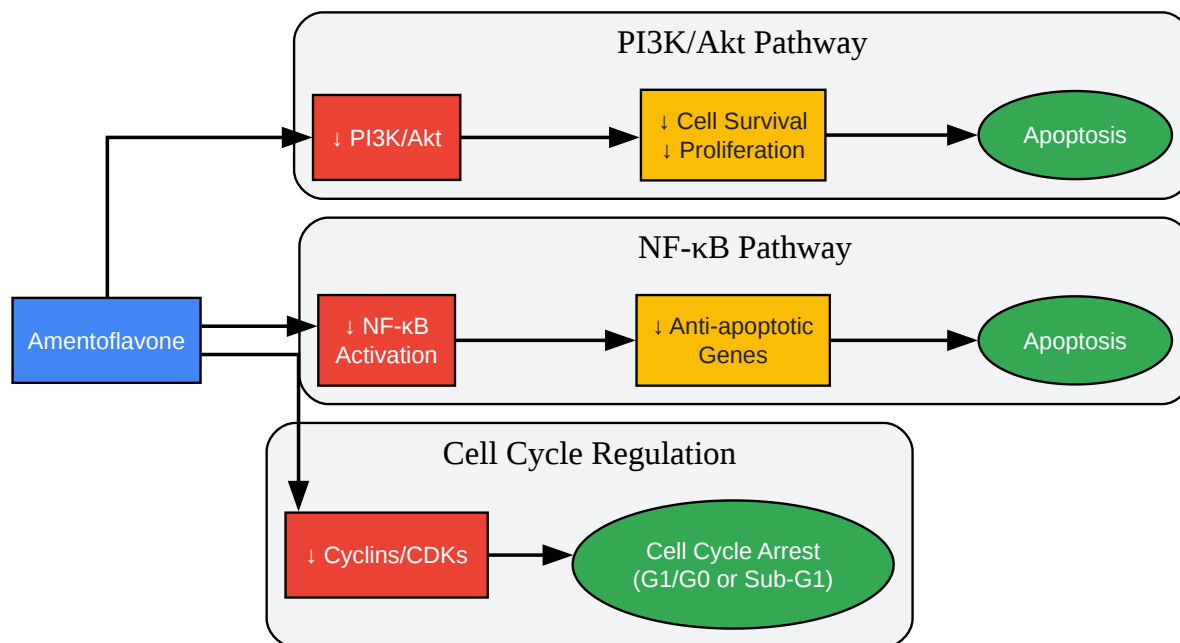 PI3K/Akt Pathway
↓ PI3K/Akt
↓ Cell Survival
↓ Proliferation
Apoptosis
NF-κB Pathway
Amentoflavone
↓ NF-κB
Activation
↓ Anti-apoptotic
Genes
Apoptosis
Cell Cycle Regulation
↓ Cyclins/CDKs
Cell Cycle Arrest
(G1/G0 or Sub-G1)